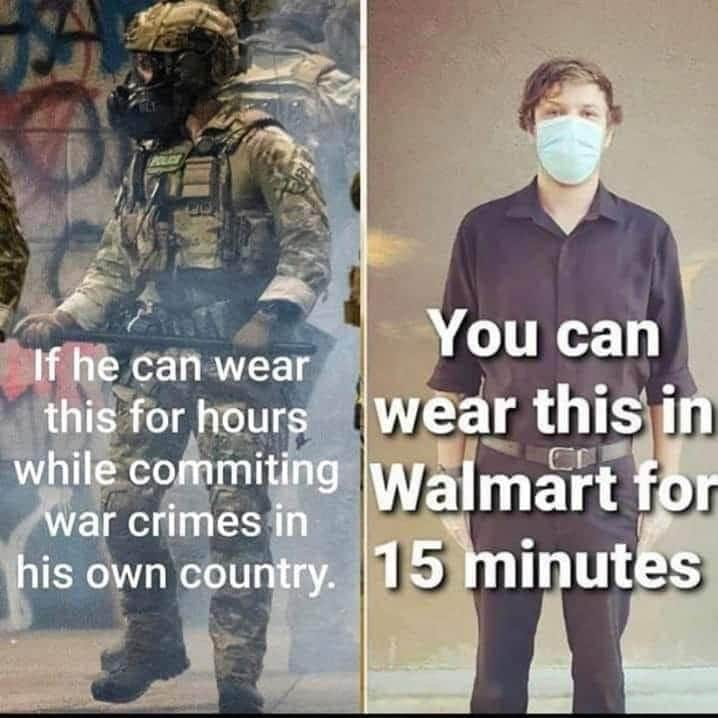 POLICE
If he can wear
this for hours
while commiting
war crimes in
his own country.
You can
wear this in
Walmart for
15 minutes